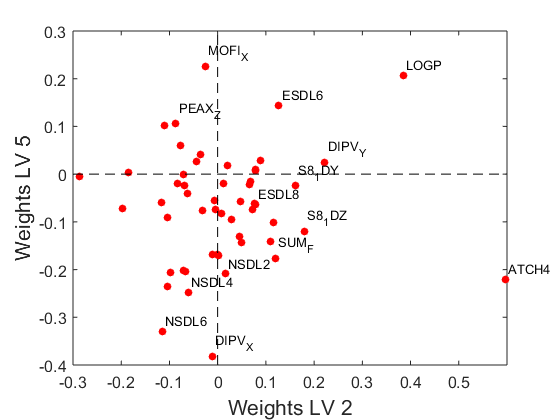 0.3
0.2
0.1
0
-0.1
-0.2
-0.3
-0.4
Weights LV 5
MOFI_X
LOGP
ESDL6
PEAX_Z
DIPV_Y
S8_1DY
ESDL8
S8_1DZ
SUM_F
NSDL2
ATCH4
NSDL4
NSDL6
DIPV_X
-0.3 -0.2 -0.1 0 0.1 0.2 0.3 0.4 0.5
Weights LV 2